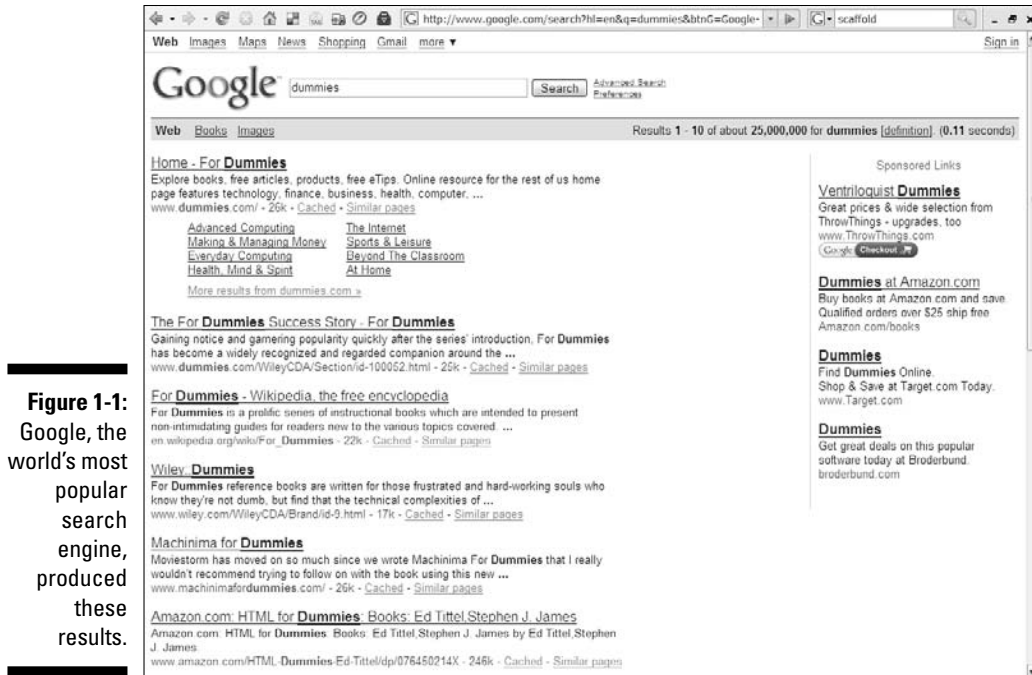 http://www.google.com/search?hl=en&q=dummies&btnG=Google- scaffold
Web Images Maps News Shopping Gmail more ▼ Sign in
Google dummies Search Advanced Search
Preferences
Web Books Images Results 1 - 10 of about 25,000,000 for dummies [definition]. (0.11 seconds)
Home - For Dummies
Explore books, free articles, products, free eTips. Online resource for the rest of us home
page features technology, finance, business, health, computer, ...
www.dummies.com/ - 26k - Cached - Similar pages
Advanced Computing The Internet
Making & Managing Money Sports & Leisure
Everyday Computing Beyond The Classroom
Health, Mind & Spirit At Home
More results from dummies.com »
The For Dummies Success Story - For Dummies
Gaining notice and garnering popularity quickly after the series' introduction, For Dummies
has become a widely recognized and regarded companion around the ...
www.dummies.com/WileyCDA/Section/id-100052.html - 25k - Cached - Similar pages
For Dummies - Wikipedia, the free encyclopedia
For Dummies is a prolific series of instructional books which are intended to present
non-intimidating guides for readers new to the various topics covered. ...
en.wikipedia.org/wiki/For_Dummies - 22k - Cached - Similar pages
Wiley::Dummies
For Dummies reference books are written for those frustrated and hard-working souls who
know they're not dumb, but find that the technical complexities of ...
www.wiley.com/WileyCDA/Brand/id-9.html - 17k - Cached - Similar pages
Machinima for Dummies
Moviestorm has moved on so much since we wrote Machinima For Dummies that I really
wouldn't recommend trying to follow on with the book using this new ...
www.machinimafordummies.com/ - 26k - Cached - Similar pages
Amazon.com: HTML for Dummies: Books: Ed Tittel,Stephen J. James
Amazon.com: HTML for Dummies: Books: Ed Tittel,Stephen J. James by Ed Tittel,Stephen
J. James
www.amazon.com/HTML-Dummies-Ed-Tittel/dp/076450214X - 246k - Cached - Similar pages
Sponsored Links
Ventriloquist Dummies
Great prices & wide selection from
ThrowThings - upgrades, too
www.ThrowThings.com
Google Checkout
Dummies at Amazon.com
Buy books at Amazon.com and save.
Qualified orders over $25 ship free
Amazon.com/books
Dummies
Find Dummies Online.
Shop & Save at Target.com Today.
www.Target.com
Dummies
Get great deals on this popular
software today at Broderbund.
broderbund.com
Figure 1-1:
Google, the
world's most
popular
search
engine,
produced
these
results.